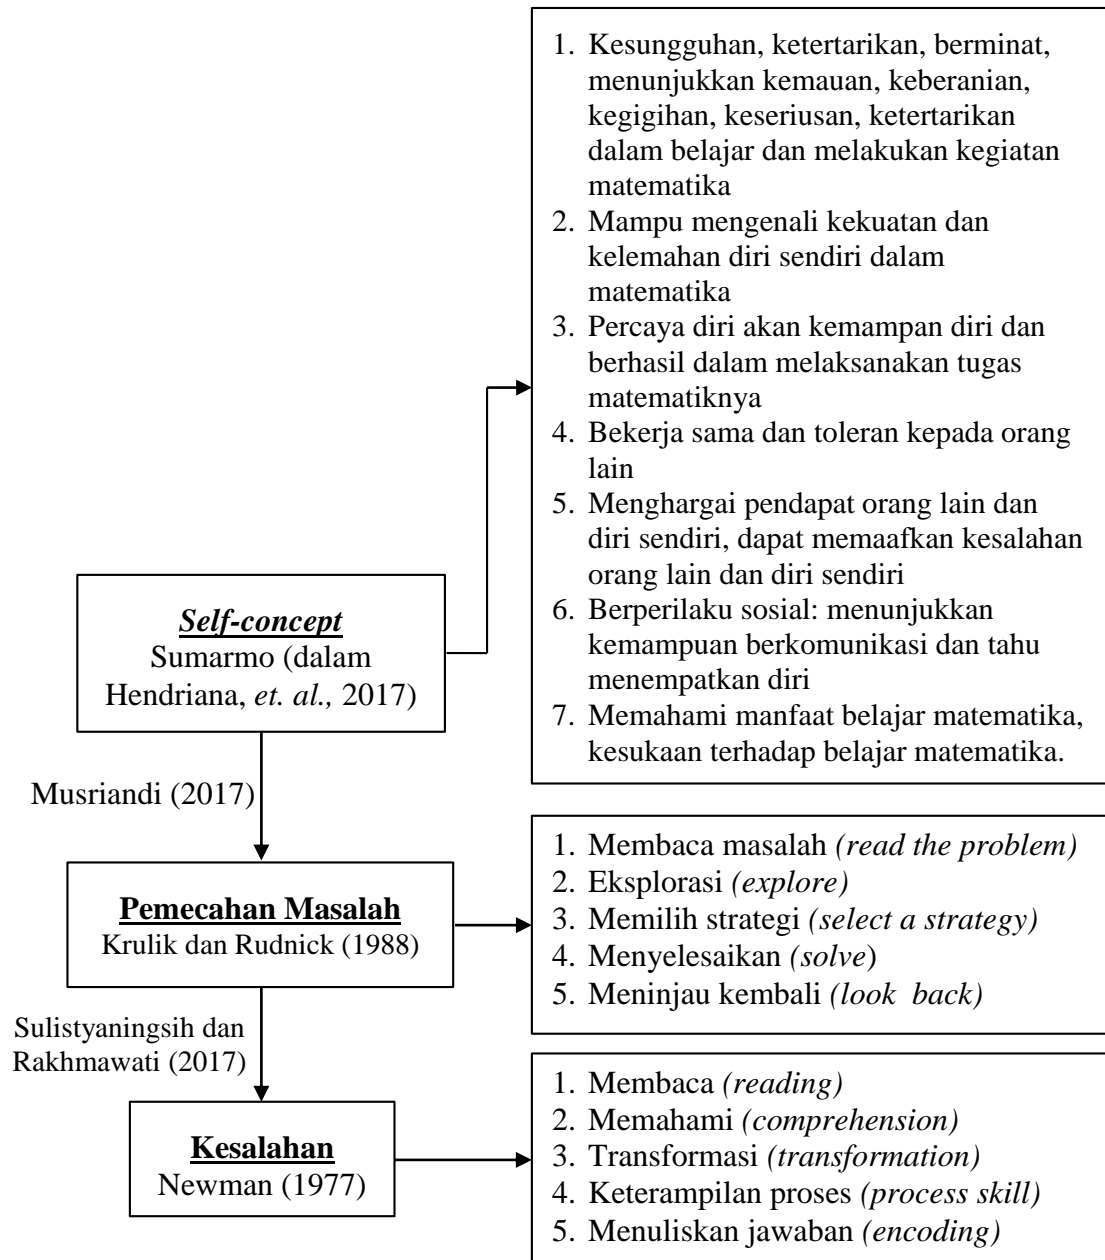 1. Kesungguhan, ketertarikan, berminat,
menunjukkan kemauan, keberanian,
kegigihan, keseriusan, ketertarikan
dalam belajar dan melakukan kegiatan
matematika
2. Mampu mengenali kekuatan dan
kelemahan diri sendiri dalam
matematika
3. Percaya diri akan kemampan diri dan
berhasil dalam melaksanakan tugas
matematiknya
4. Bekerja sama dan toleran kepada orang
lain
5. Menghargai pendapat orang lain dan
diri sendiri, dapat memaafkan kesalahan
orang lain dan diri sendiri
6. Berperilaku sosial: menunjukkan
kemampuan berkomunikasi dan tahu
menempatkan diri
7. Memahami manfaat belajar matematika,
kesukaan terhadap belajar matematika.
Self-concept
Sumarmo (dalam
Hendriana, et. al., 2017)
Musriandi (2017)
Pemecahan Masalah
Krulik dan Rudnick (1988)
1. Membaca masalah (read the problem)
2. Eksplorasi (explore)
3. Memilih strategi (select a strategy)
4. Menyelesaikan (solve)
5. Meninjau kembali (look back)
Sulistyaningsih dan
Rakhmawati (2017)
Kesalahan
Newman (1977)
1. Membaca (reading)
2. Memahami (comprehension)
3. Transformasi (transformation)
4. Keterampilan proses (process skill)
5. Menuliskan jawaban (encoding)